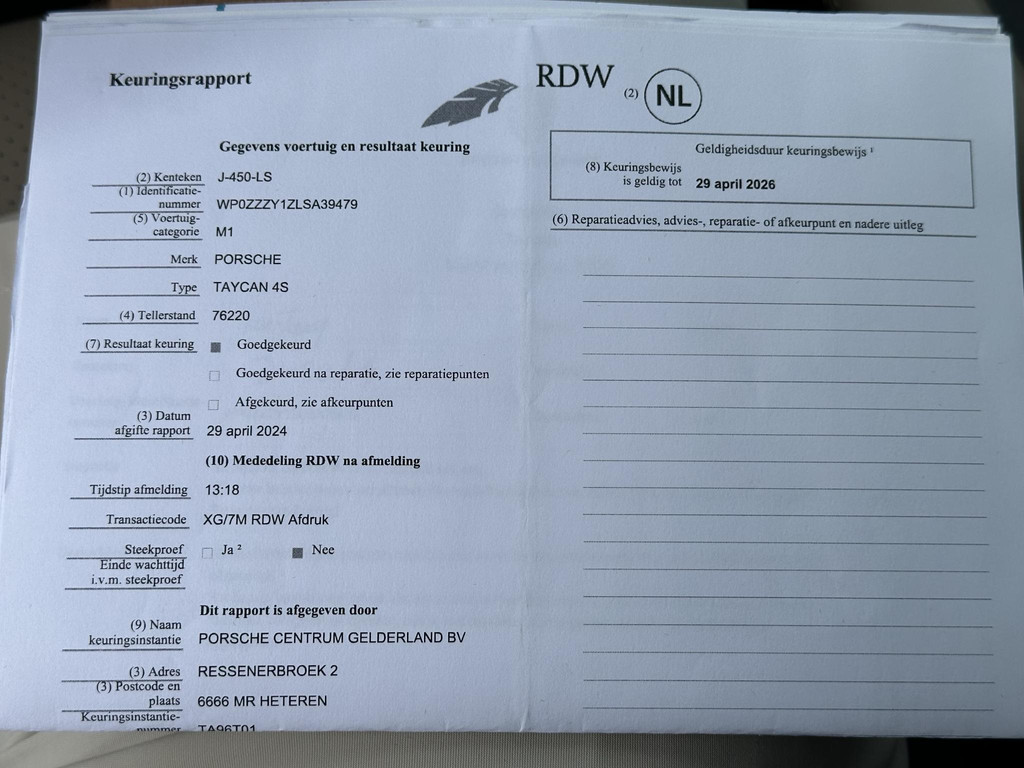 Keuringsrapport
RDW (2) NL
Gegevens voertuig en resultaat keuring
(2) Kenteken J-450-LS
(1) Identificatie-
nummer WP0ZZZY1ZLSA39479
(5) Voertuig-
categorie M1
Merk PORSCHE
Type TAYCAN 4S
(4) Tellerstand 76220
(7) Resultaat keuring Goedgekeurd
Goedgekeurd na reparatie, zie reparatiepunten
Afgekeurd, zie afkeurpunten
(3) Datum
afgifte rapport 29 april 2024
(10) Mededeling RDW na afmelding
Tijdstip afmelding 13:18
Transactiecode XG/7M RDW Afdruk
Steekproef Ja ² Nee
Einde wachttijd
i.v.m. steekproef
Dit rapport is afgegeven door
(9) Naam
keuringsinstantie PORSCHE CENTRUM GELDERLAND BV
(3) Adres RESSENERBROEK 2
(3) Postcode en
plaats 6666 MR HETEREN
Keuringsinstantie-
nummer TA96T01
Geldigheidsduur keuringsbewijs ¹
(8) Keuringsbewijs
is geldig tot 29 april 2026
(6) Reparatieadvies, advies-, reparatie- of afkeurpunt en nadere uitleg